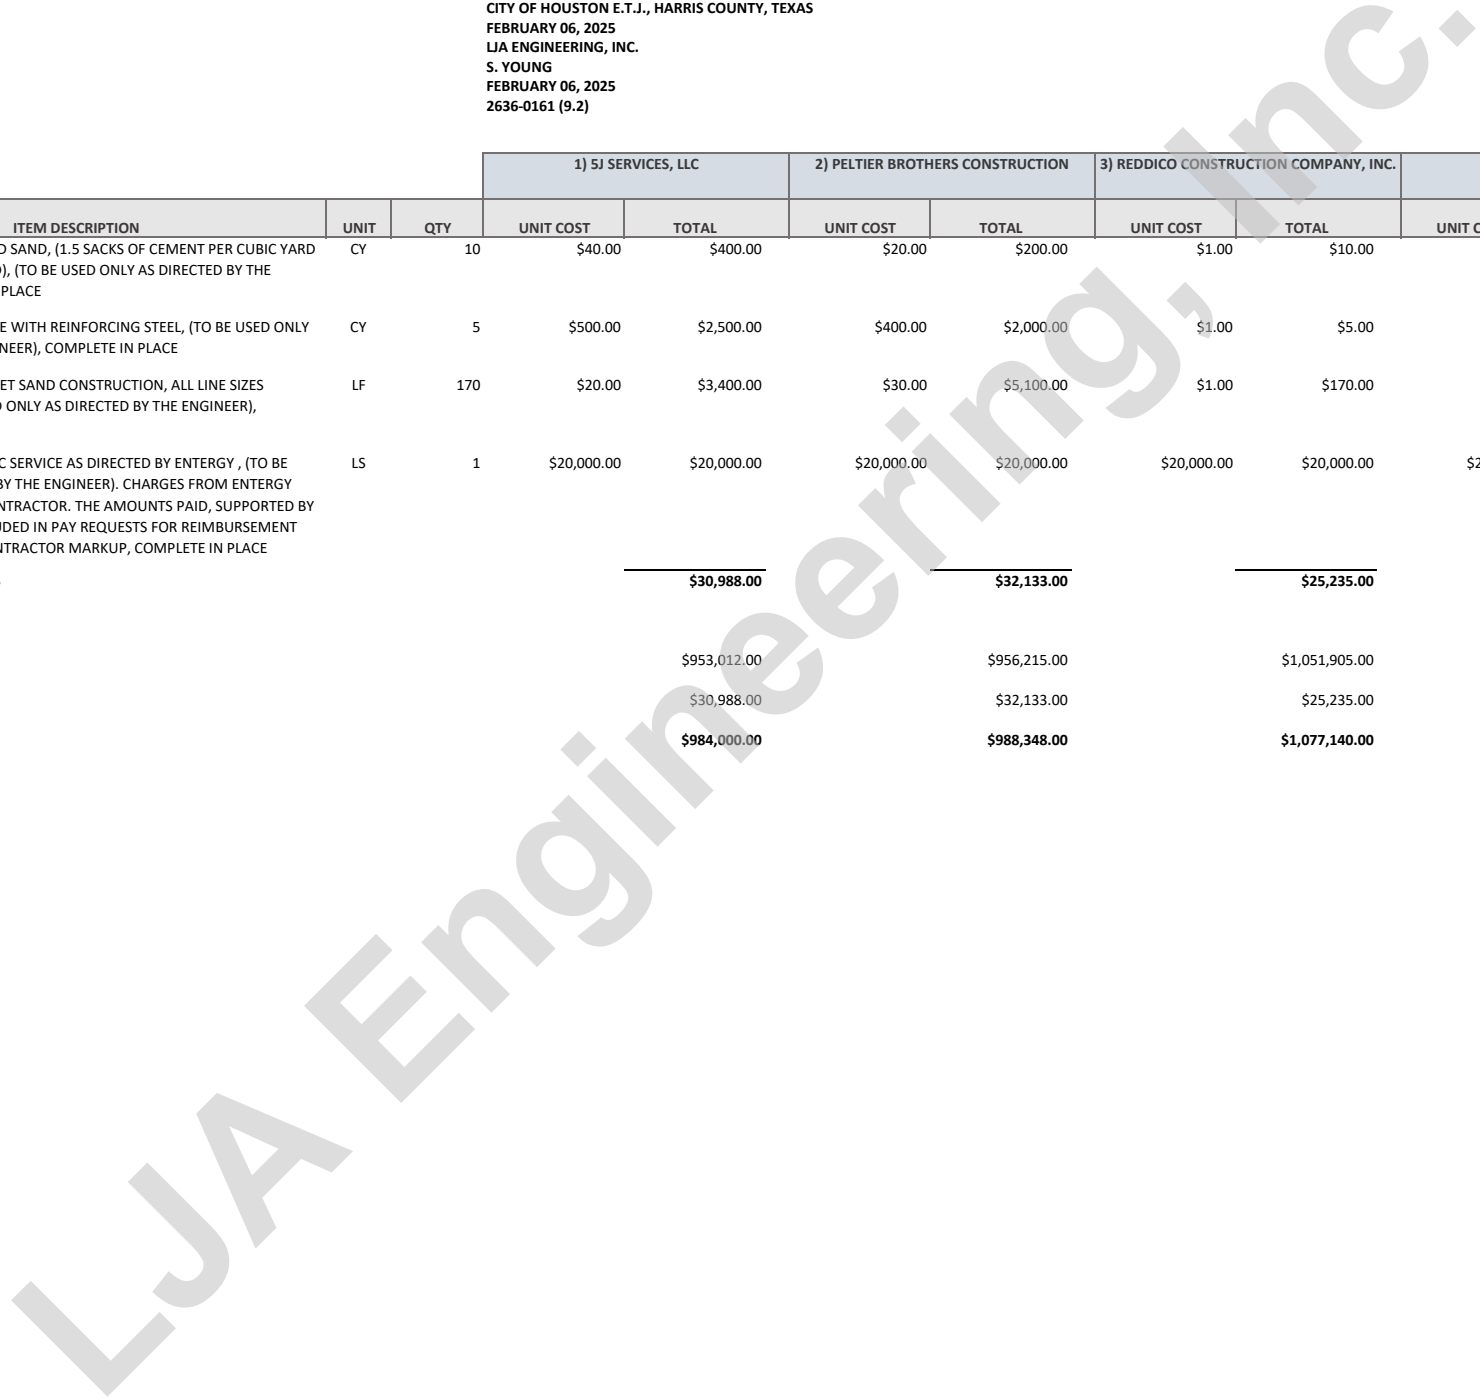 CITY OF HOUSTON E.T.J., HARRIS COUNTY, TEXAS
FEBRUARY 06, 2025
LJA ENGINEERING, INC.
S. YOUNG
FEBRUARY 06, 2025
2636-0161 (9.2)
1) 5J SERVICES, LLC 2) PELTIER BROTHERS CONSTRUCTION 3) REDDICO CONSTRUCTION COMPANY, INC.
ITEM DESCRIPTION UNIT QTY UNIT COST TOTAL UNIT COST TOTAL UNIT COST TOTAL UNIT C
D SAND, (1.5 SACKS OF CEMENT PER CUBIC YARD CY 10 $40.00 $400.00 $20.00 $200.00 $1.00 $10.00
), (TO BE USED ONLY AS DIRECTED BY THE
PLACE
E WITH REINFORCING STEEL, (TO BE USED ONLY CY 5 $500.00 $2,500.00 $400.00 $2,000.00 $1.00 $5.00
NEER), COMPLETE IN PLACE
ET SAND CONSTRUCTION, ALL LINE SIZES LF 170 $20.00 $3,400.00 $30.00 $5,100.00 $1.00 $170.00
D ONLY AS DIRECTED BY THE ENGINEER),
C SERVICE AS DIRECTED BY ENTERGY , (TO BE LS 1 $20,000.00 $20,000.00 $20,000.00 $20,000.00 $20,000.00 $20,000.00 $2
BY THE ENGINEER). CHARGES FROM ENTERGY
NTRACTOR. THE AMOUNTS PAID, SUPPORTED BY
UDED IN PAY REQUESTS FOR REIMBURSEMENT
NTRACTOR MARKUP, COMPLETE IN PLACE
$30,988.00 $32,133.00 $25,235.00
$953,012.00 $956,215.00 $1,051,905.00
$30,988.00 $32,133.00 $25,235.00
$984,000.00 $988,348.00 $1,077,140.00
LJA Engineering, Inc.